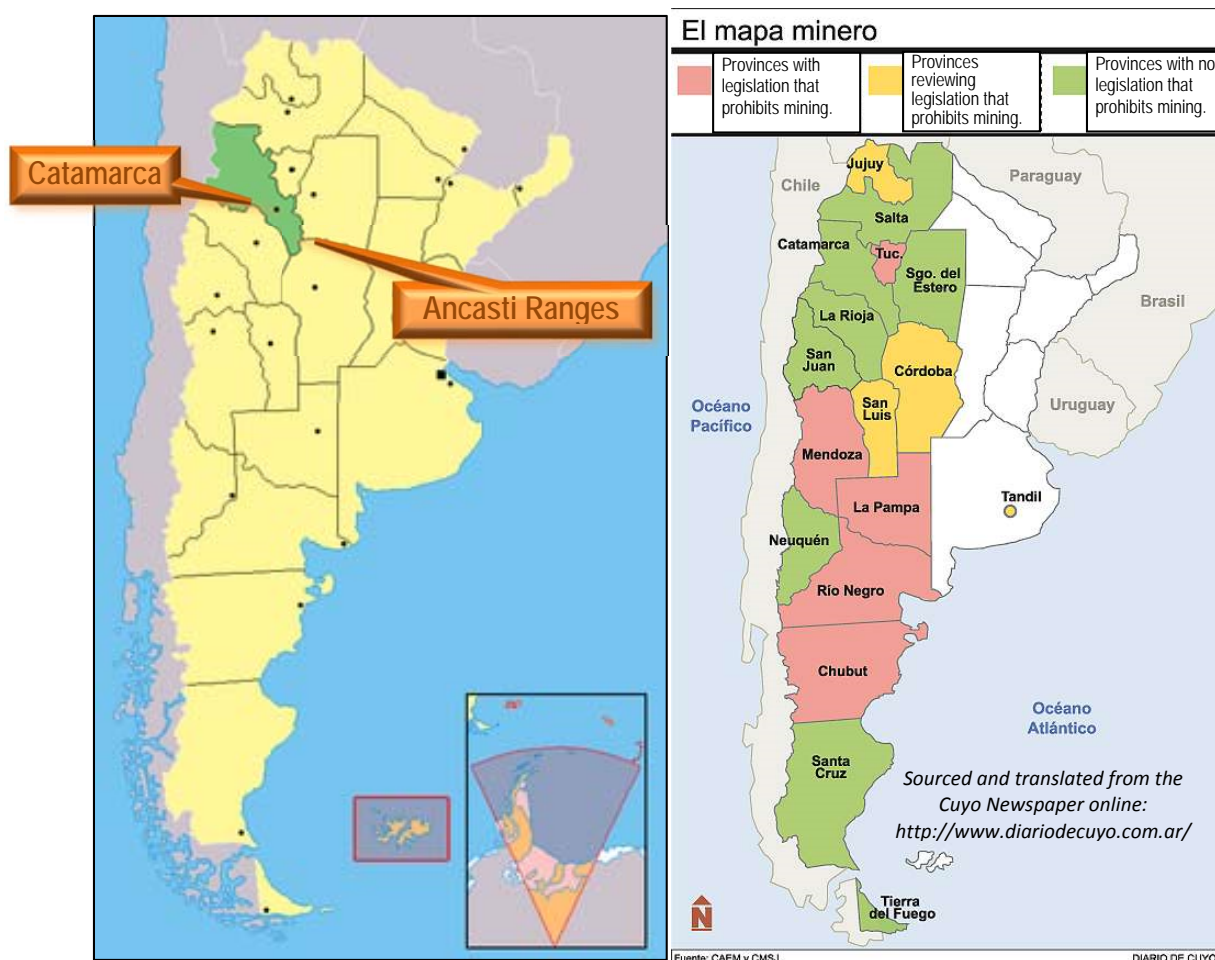 Catamarca
Ancasti Ranges
El mapa minero
Provinces with
legislation that
prohibits mining.
Provinces
reviewing
legislation that
prohibits mining.
Provinces with no
legislation that
prohibits mining.
Jujuy
Paraguay
Chile
Salta
Catamarca
Tuc.
Sgo. del
Estero
Brasil
La Rioja
San
Juan
Córdoba
San
Luis
Océano
Pacífico
Uruguay
Mendoza
Tandil
La Pampa
Neuquén
Río Negro
Chubut
Océano
Atlántico
Santa
Cruz
Sourced and translated from the
Cuyo Newspaper online:
http://www.diariodecuyo.com.ar/
Tierra
del Fuego
N
Fuente: CAEM y CMSJ
DIARIO DE CUYO